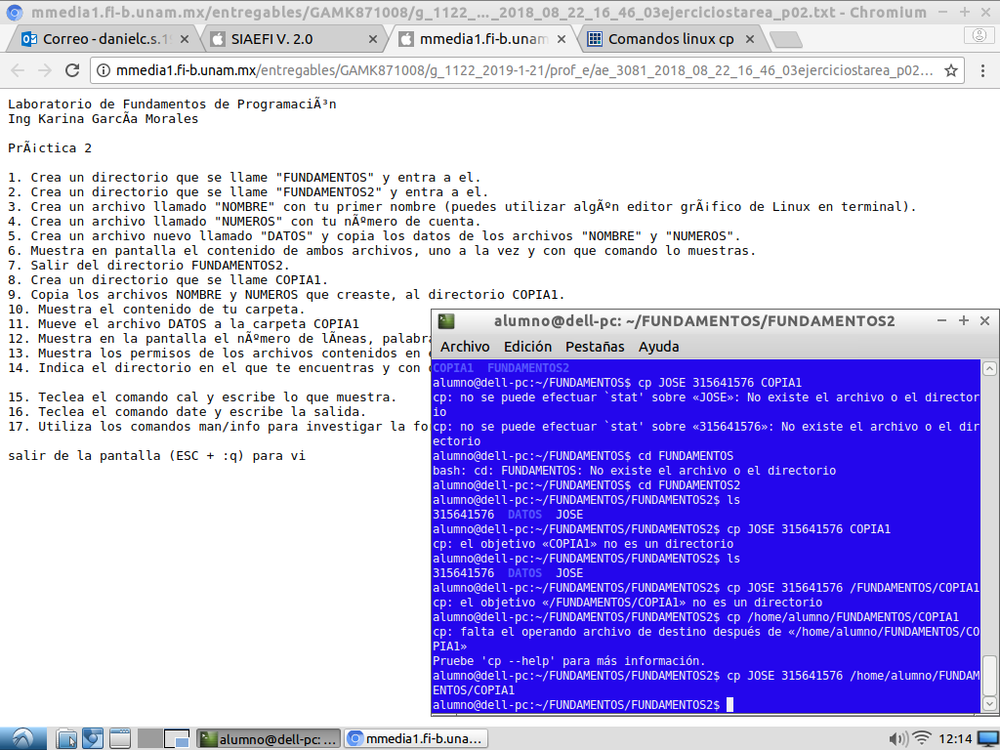 mmedia1.fi-b.unam.mx/entregables/GAMK871008/g_1122_..._2018_08_22_16_46_03ejerciciostarea_p02.txt - Chromium
Correo - danielc.s.1
SIAEFI V. 2.0
mmedia1.fi-b.unam
Comandos linux cp
mmedia1.fi-b.unam.mx/entregables/GAMK871008/g_1122_2019-1-21/prof_e/ae_3081_2018_08_22_16_46_03ejerciciostarea_p02...
Laboratorio de Fundamentos de ProgramaciÃ³n
Ing Karina GarcÃ­a Morales
PrÃ¡ctica 2
1. Crea un directorio que se llame "FUNDAMENTOS" y entra a el.
2. Crea un directorio que se llame "FUNDAMENTOS2" y entra a el.
3. Crea un archivo llamado "NOMBRE" con tu primer nombre (puedes utilizar algÃºn editor grÃ¡fico de Linux en terminal).
4. Crea un archivo llamado "NUMEROS" con tu nÃºmero de cuenta.
5. Crea un archivo nuevo llamado "DATOS" y copia los datos de los archivos "NOMBRE" y "NUMEROS".
6. Muestra en pantalla el contenido de ambos archivos, uno a la vez y con que comando lo muestras.
7. Salir del directorio FUNDAMENTOS2.
8. Crea un directorio que se llame COPIA1.
9. Copia los archivos NOMBRE y NUMEROS que creaste, al directorio COPIA1.
10. Muestra el contenido de tu carpeta.
11. Mueve el archivo DATOS a la carpeta COPIA1
12. Muestra en la pantalla el nÃºmero de lÃ­neas, palabra
13. Muestra los permisos de los archivos contenidos en e
14. Indica el directorio en el que te encuentras y con
15. Teclea el comando cal y escribe lo que muestra.
16. Teclea el comando date y escribe la salida.
17. Utiliza los comandos man/info para investigar la fo
salir de la pantalla (ESC + :q) para vi
alumno@dell-pc: ~/FUNDAMENTOS/FUNDAMENTOS2
Archivo Edición Pestañas Ayuda
COPIA1 FUNDAMENTOS2
alumno@dell-pc:~/FUNDAMENTOS$ cp JOSE 315641576 COPIA1
cp: no se puede efectuar `stat' sobre «JOSE»: No existe el archivo o el director
io
cp: no se puede efectuar `stat' sobre «315641576»: No existe el archivo o el dir
ectorio
alumno@dell-pc:~/FUNDAMENTOS$ cd FUNDAMENTOS
bash: cd: FUNDAMENTOS: No existe el archivo o el directorio
alumno@dell-pc:~/FUNDAMENTOS$ cd FUNDAMENTOS2
alumno@dell-pc:~/FUNDAMENTOS/FUNDAMENTOS2$ ls
315641576 DATOS JOSE
alumno@dell-pc:~/FUNDAMENTOS/FUNDAMENTOS2$ cp JOSE 315641576 COPIA1
cp: el objetivo «COPIA1» no es un directorio
alumno@dell-pc:~/FUNDAMENTOS/FUNDAMENTOS2$ ls
315641576 DATOS JOSE
alumno@dell-pc:~/FUNDAMENTOS/FUNDAMENTOS2$ cp JOSE 315641576 /FUNDAMENTOS/COPIA1
cp: el objetivo «/FUNDAMENTOS/COPIA1» no es un directorio
alumno@dell-pc:~/FUNDAMENTOS/FUNDAMENTOS2$ cp /home/alumno/FUNDAMENTOS/COPIA1
cp: falta el operando archivo de destino después de «/home/alumno/FUNDAMENTOS/CO
PIA1»
Pruebe 'cp --help' para más información.
alumno@dell-pc:~/FUNDAMENTOS/FUNDAMENTOS2$ cp JOSE 315641576 /home/alumno/FUNDAM
ENTOS/COPIA1
alumno@dell-pc:~/FUNDAMENTOS/FUNDAMENTOS2$
alumno@dell-pc: ...
mmedia1.fi-b.una...
12:14